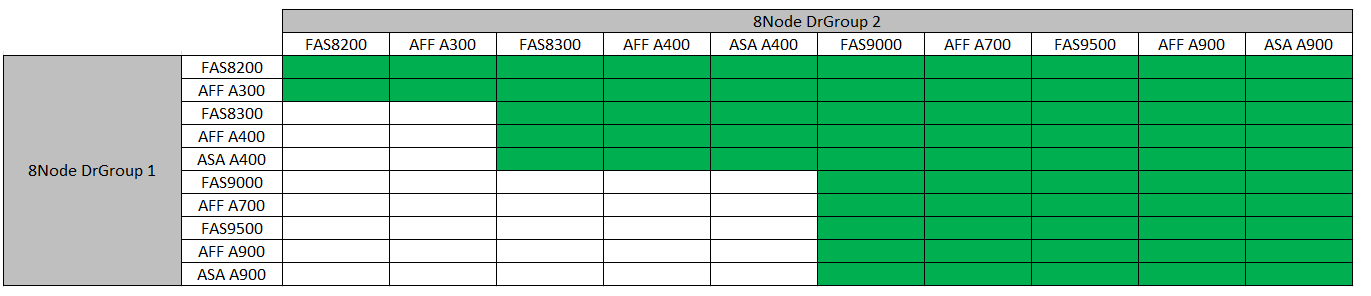 8Node DrGroup 2
FAS8200 AFF A300 FAS8300 AFF A400 ASA A400 FAS9000 AFF A700 FAS9500 AFF A900 ASA A900
8Node DrGroup 1
FAS8200
AFF A300
FAS8300
AFF A400
ASA A400
FAS9000
AFF A700
FAS9500
AFF A900
ASA A900